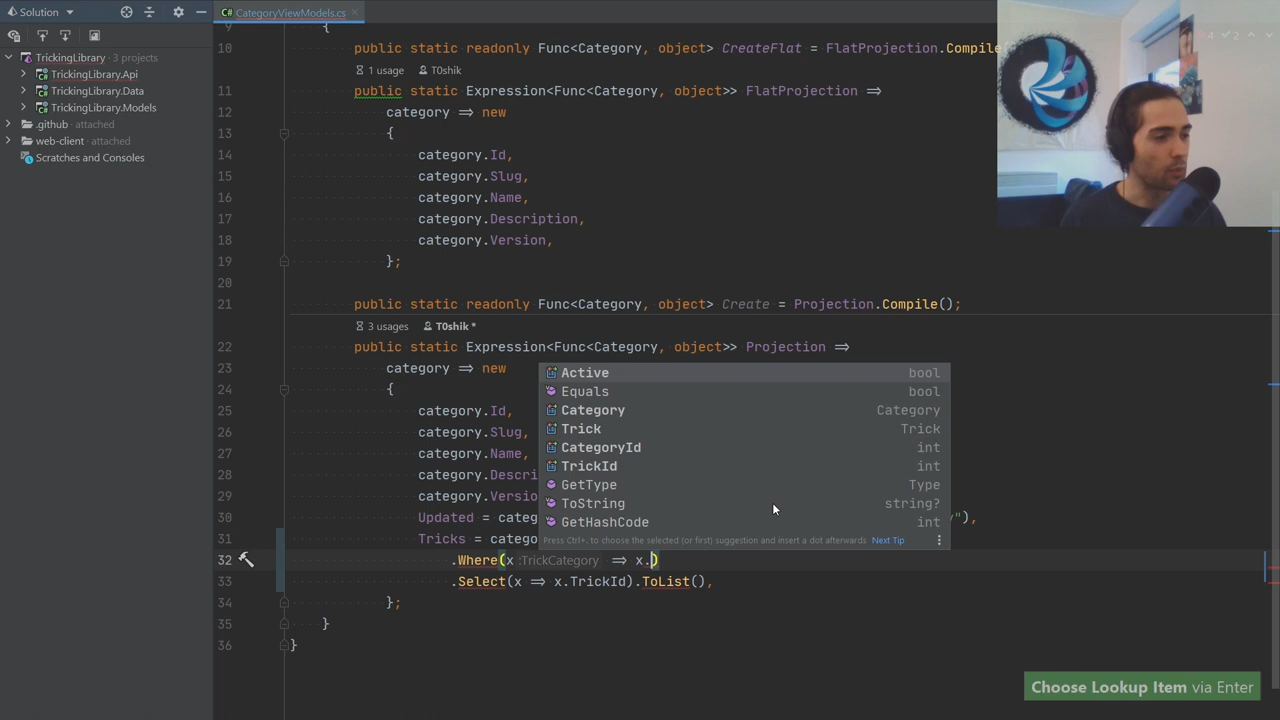 Solution
CategoryViewModels.cs
TrickingLibrary · 3 projects
TrickingLibrary.Api
TrickingLibrary.Data
TrickingLibrary.Models
.github attached
web-client attached
Scratches and Consoles
4 2
9 {
10 public static readonly Func<Category, object> CreateFlat = FlatProjection.Compile
1 usage T0shik
11 public static Expression<Func<Category, object>> FlatProjection =>
12 category => new
13 {
14 category.Id,
15 category.Slug,
16 category.Name,
17 category.Description,
18 category.Version,
19 };
20
21 public static readonly Func<Category, object> Create = Projection.Compile();
3 usages T0shik *
22 public static Expression<Func<Category, object>> Projection =>
23 category => new
24 {
25 category.Id,
26 category.Slug,
27 category.Name,
28 category.Descri
29 category.Versio
30 Updated = categ y"),
31 Tricks = catego
32 .Where(x :TrickCategory => x.)
33 .Select(x => x.TrickId).ToList(),
34 };
35 }
36 }
Active bool
Equals bool
Category Category
Trick Trick
CategoryId int
TrickId int
GetType Type
ToString string?
GetHashCode int
Press Ctrl+. to choose the selected (or first) suggestion and insert a dot afterwards Next Tip
Choose Lookup Item via Enter